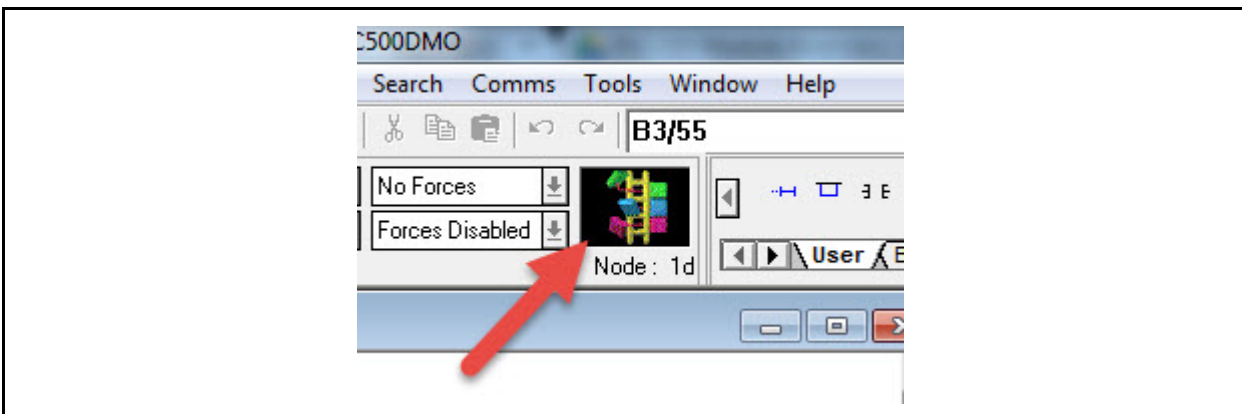 C500DMO
Search Comms Tools Window Help
B3/55
No Forces
Forces Disabled
Node : 1d
User